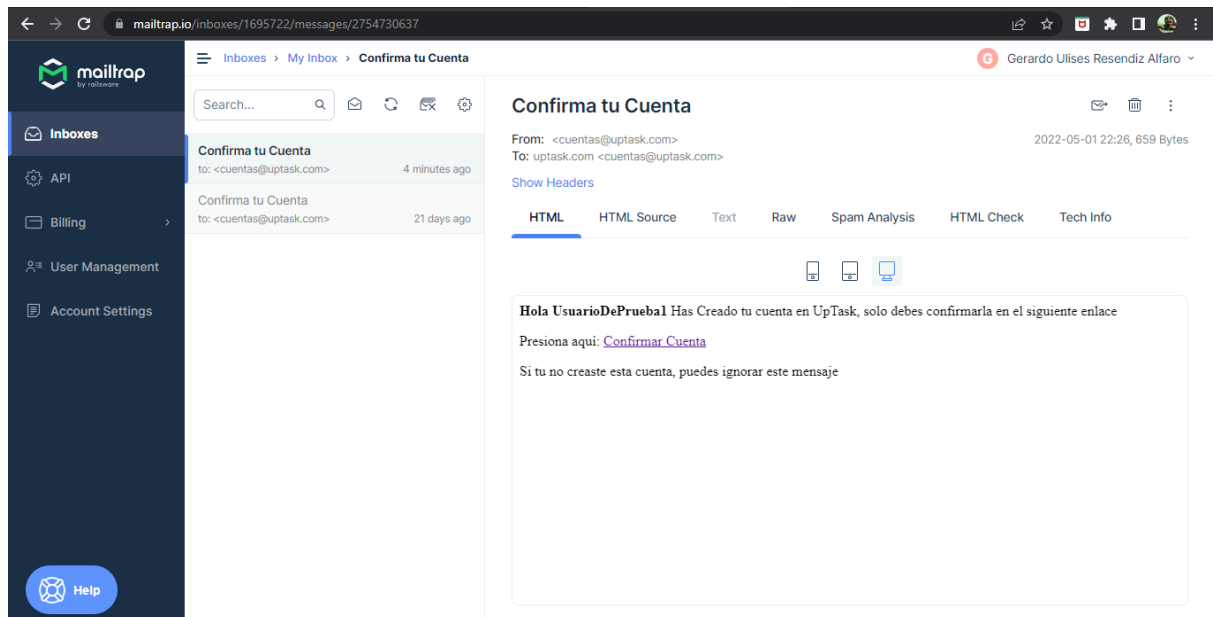 mailtrap.io/inboxes/1695722/messages/2754730637
mailtrap
by railsware
Inboxes
API
Billing
User Management
Account Settings
Help
Inboxes › My Inbox › Confirma tu Cuenta
G Gerardo Ulises Resendiz Alfaro
Search...
Confirma tu Cuenta
to: <cuentas@uptask.com> 4 minutes ago
Confirma tu Cuenta
to: <cuentas@uptask.com> 21 days ago
Confirma tu Cuenta
From: <cuentas@uptask.com> 2022-05-01 22:26, 659 Bytes
To: uptask.com <cuentas@uptask.com>
Show Headers
HTML HTML Source Text Raw Spam Analysis HTML Check Tech Info
Hola UsuarioDePrueba1 Has Creado tu cuenta en UpTask, solo debes confirmarla en el siguiente enlace
Presiona aquí: Confirmar Cuenta
Si tu no creaste esta cuenta, puedes ignorar este mensaje